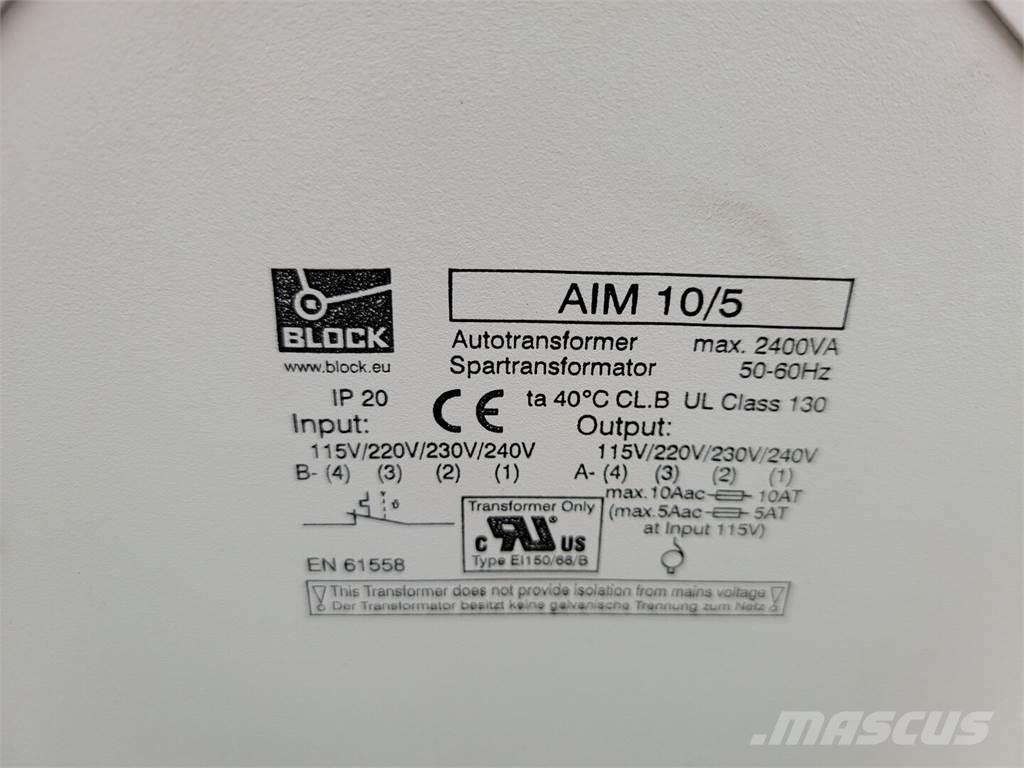 BLOCK
www.block.eu
AIM 10/5
Autotransformer max. 2400VA
Spartransformator 50-60Hz
IP 20 CE ta 40°C CL.B UL Class 130
Input: Output:
115V/220V/230V/240V 115V/220V/230V/240V
B- (4) (3) (2) (1) A- (4) (3) (2) (1)
max.10Aac 10AT
(max.5Aac 5AT
at Input 115V)
Transformer Only
c RU ® US
Type EI150/66/B
EN 61558
This Transformer does not provide isolation from mains voltage
Der Transformator besitzt keine galvanische Trennung zum Netz
MASCUS